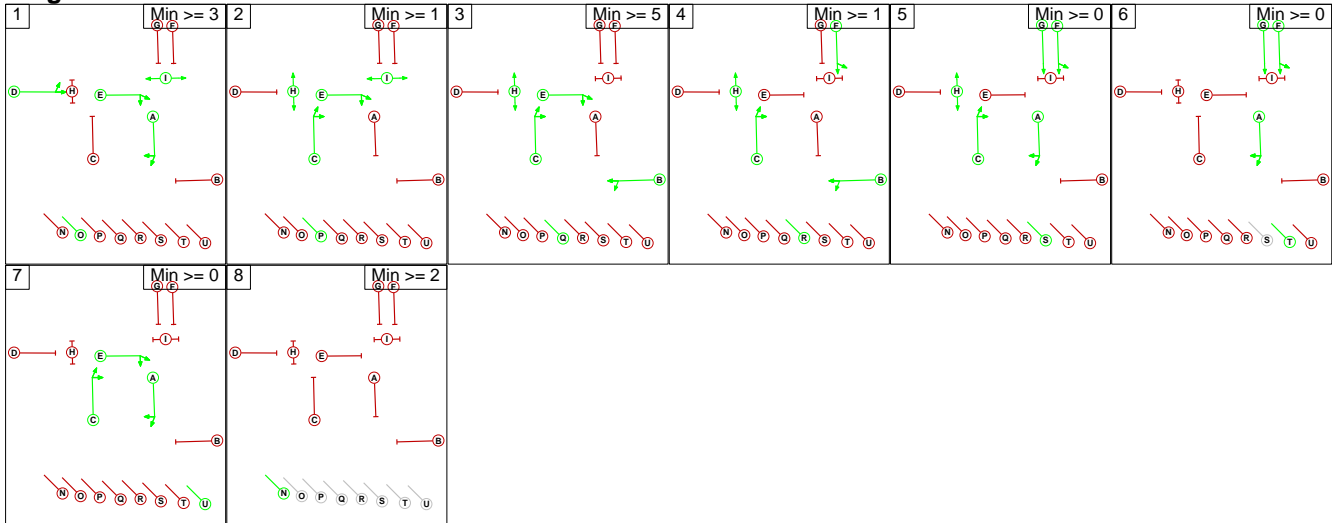 1 Min >= 3 2 Min >= 1 3 Min >= 5 4 Min >= 1 5 Min >= 0 6 Min >= 0
G F G F G F G F G F G F
I I I I I I
D H E D H E D H E D H E D H E D H E
A A A A A A
C C C C C C
B B B B B B
N O P Q R S T U N O P Q R S T U N O P Q R S T U N O P Q R S T U N O P Q R S T U N O P Q R S T U
7 Min >= 0 8 Min >= 2
G F G F
I I
D H E D H E
A A
C C
B B
N O P Q R S T U N O P Q R S T U